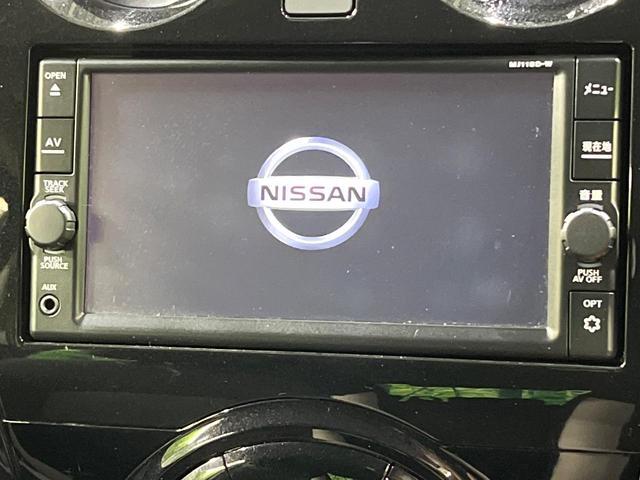 MJ118D-W
OPEN
AV
TRACK
SEEK
PUSH
SOURCE
AUX
NISSAN
メニュー
現在地
音量
PUSH
AV OFF
OPT